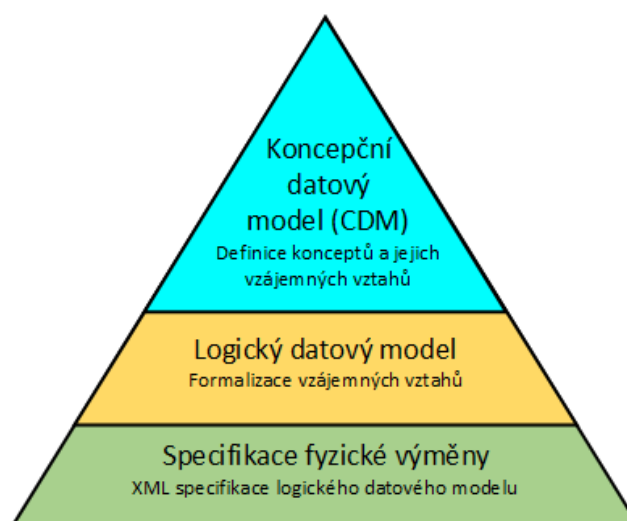 Koncepční
datový
model (CDM)
Definice konceptů a jejich
vzájemných vztahů
Logický datový model
Formalizace vzájemných vztahů
Specifikace fyzické výměny
XML specifikace logického datového modelu